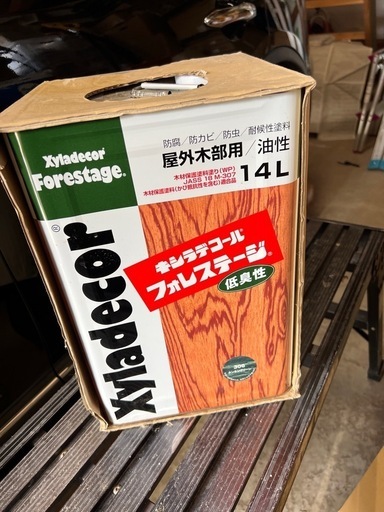 Xyladecor®
Forestage®
防腐/防カビ/防虫/耐候性塗料
屋外木部用/油性
木材保護塗料塗り(WP)
JASS 18 M-307
木材保護塗料(かび抵抗性を含む)適合品
14L
Xyladecor®
キシラデコール®
フォレステージ®
低臭性